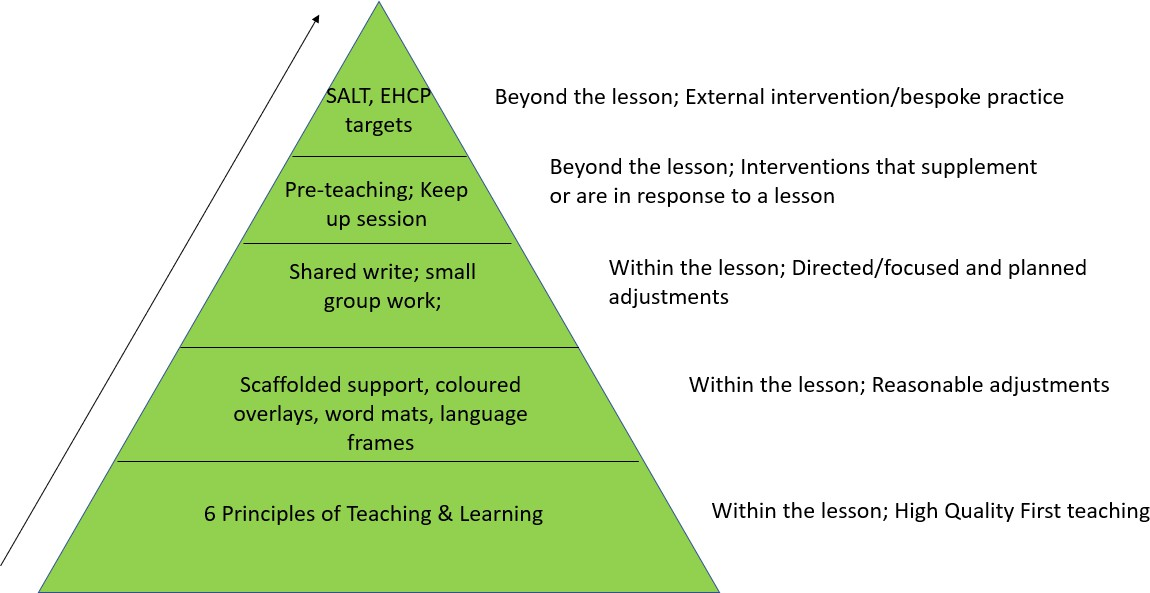 SALT, EHCP
targets
Beyond the lesson; External intervention/bespoke practice
Pre-teaching; Keep
up session
Beyond the lesson; Interventions that supplement
or are in response to a lesson
Shared write; small
group work;
Within the lesson; Directed/focused and planned
adjustments
Scaffolded support, coloured
overlays, word mats, language
frames
Within the lesson; Reasonable adjustments
6 Principles of Teaching & Learning
Within the lesson; High Quality First teaching